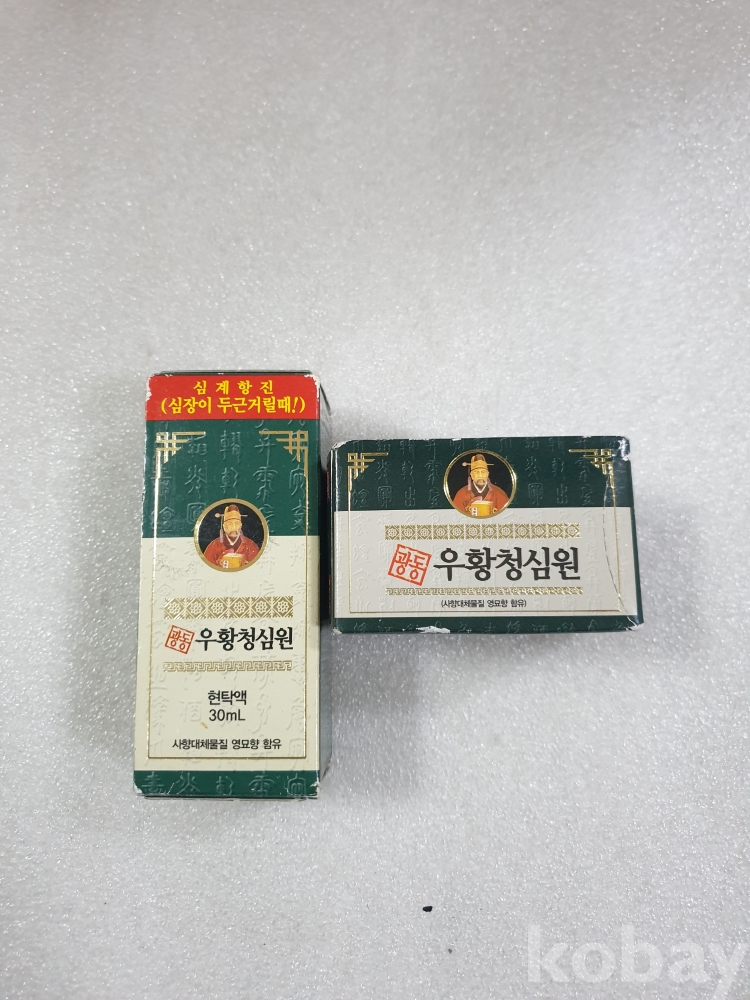 심계항진
(심장이 두근거릴때!)
광동 우황청심원
현탁액
30mL
사향대체물질 영묘향 함유
광동 우황청심원
(사향대체물질 영묘향 함유)
kobay